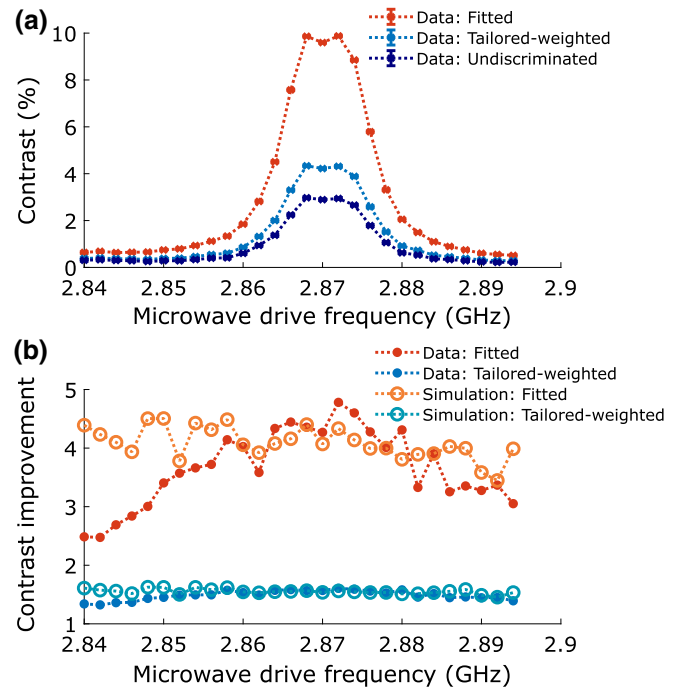 (a)
Data: Fitted
Data: Tailored-weighted
Data: Undiscriminated
Contrast (%)
10
8
6
4
2
0
2.84 2.85 2.86 2.87 2.88 2.89 2.9
Microwave drive frequency (GHz)
(b)
Data: Fitted
Data: Tailored-weighted
Simulation: Fitted
Simulation: Tailored-weighted
Contrast improvement
5
4
3
2
1
2.84 2.85 2.86 2.87 2.88 2.89 2.9
Microwave drive frequency (GHz)